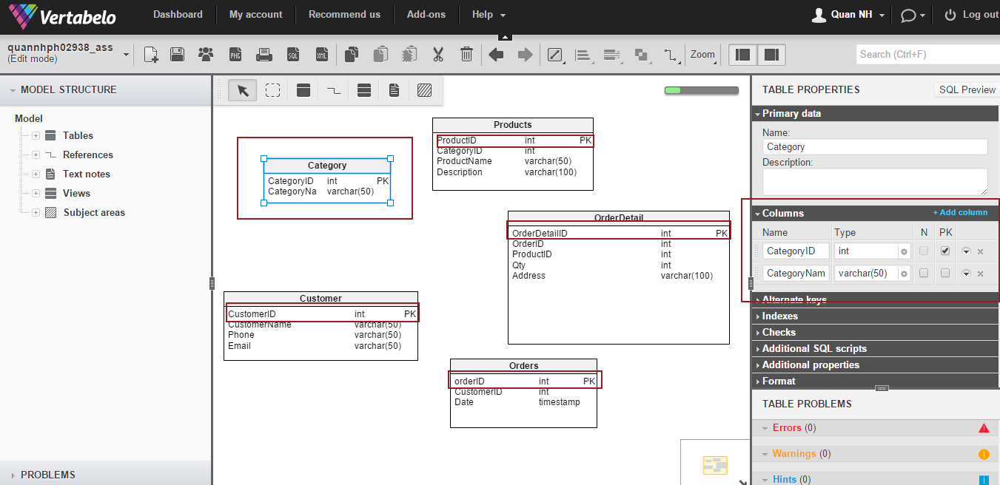 Vertabelo
Dashboard
My account
Recommend us
Add-ons
Help
Quan NH
Log out
quannhph02938_ass
(Edit mode)
PNG
SQL
XML
Zoom
Search (Ctrl+F)
MODEL STRUCTURE
Model
Tables
References
Text notes
Views
Subject areas
PROBLEMS
Products
ProductID int PK
CategoryID int
ProductName varchar(50)
Description varchar(100)
Category
CategoryID int PK
CategoryNa varchar(50)
OrderDetail
OrderDetailID int PK
OrderID int
ProductID int
Qty int
Address varchar(100)
Customer
CustomerID int PK
CustomerName varchar(50)
Phone varchar(50)
Email varchar(50)
Orders
orderID int PK
CustomerID int
Date timestamp
TABLE PROPERTIES
SQL Preview
Primary data
Name:
Category
Description:
Columns + Add column
Name Type N PK
CategoryID int
CategoryNam varchar(50)
Alternate keys
Indexes
Checks
Additional SQL scripts
Additional properties
Format
TABLE PROBLEMS
Errors (0)
Warnings (0)
Hints (0)